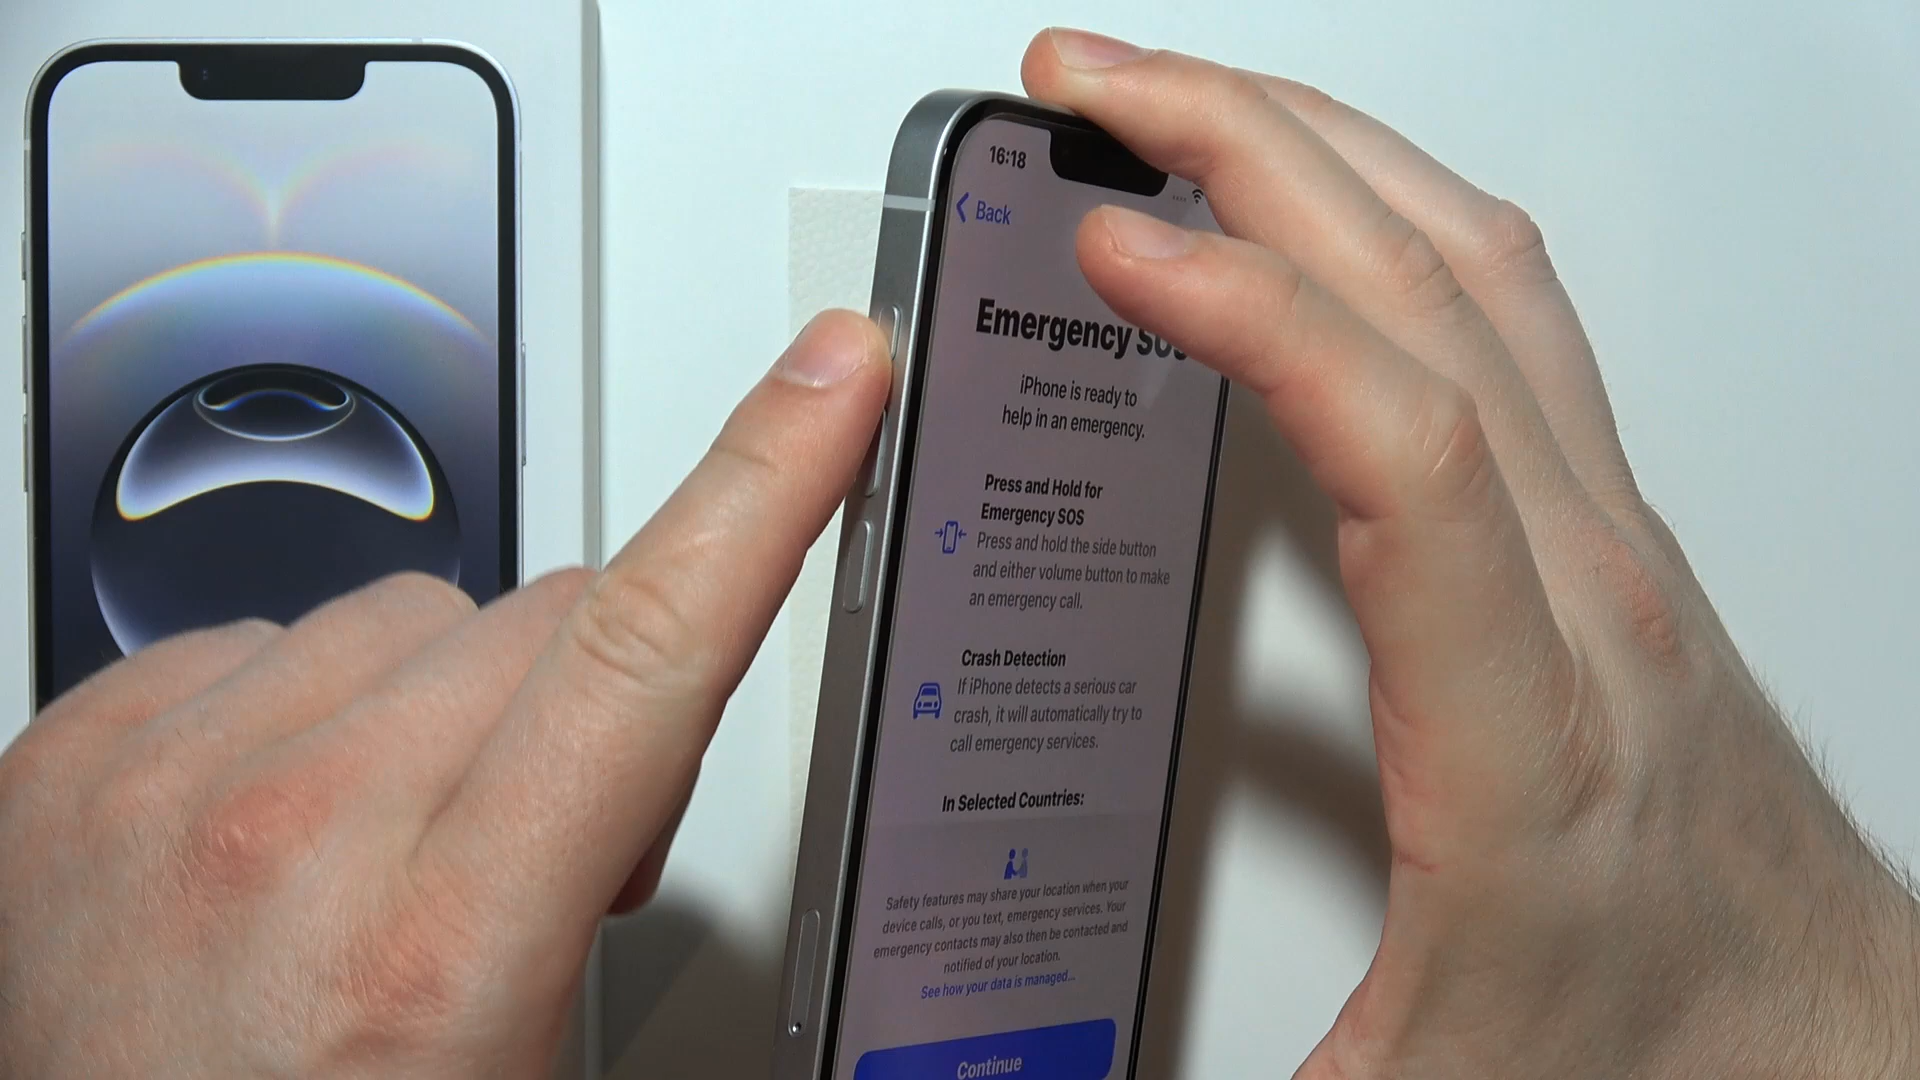 16:18
Back
Emergency SOS
iPhone is ready to
help in an emergency.
Press and Hold for
Emergency SOS
Press and hold the side button
and either volume button to make
an emergency call.
Crash Detection
If iPhone detects a serious car
crash, it will automatically try to
call emergency services.
In Selected Countries:
Safety features may share your location when your
device calls, or you text, emergency services. Your
emergency contacts may also then be contacted and
notified of your location.
See how your data is managed...
Continue